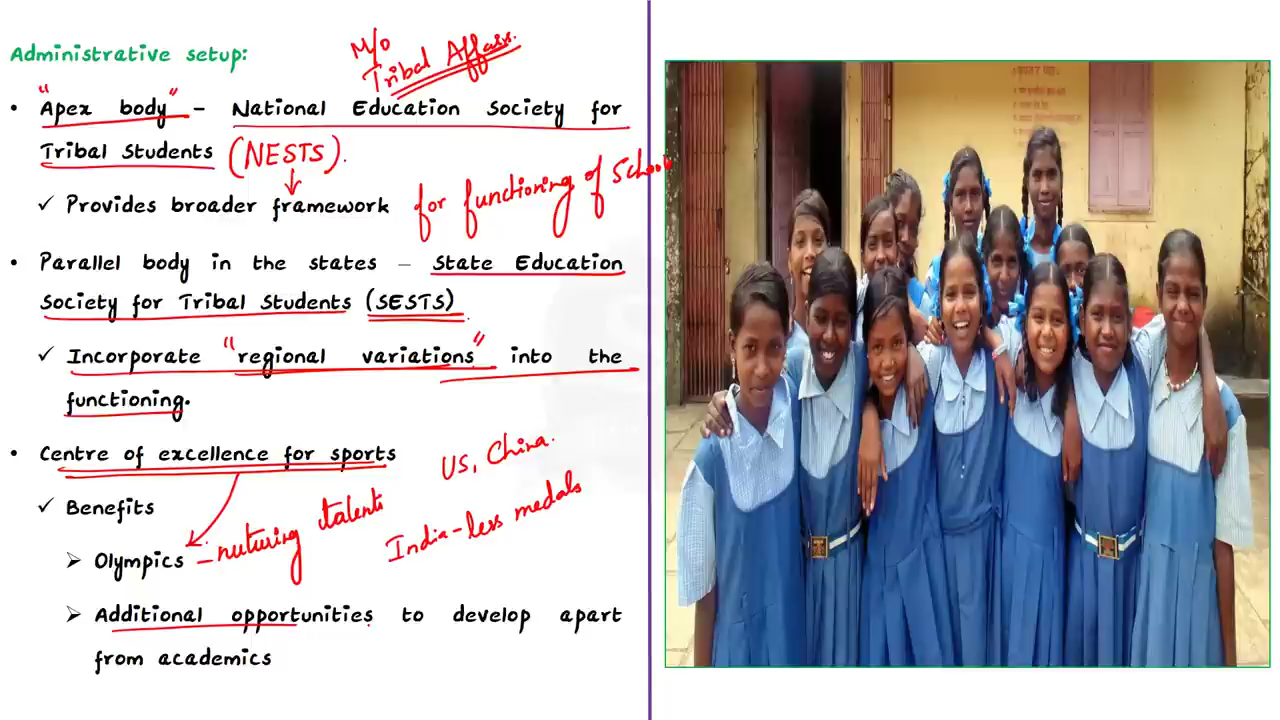 Administrative setup:
M/o
Tribal Affairs.
• "Apex body" – National Education Society for
Tribal Students (NESTS).
✓ Provides broader framework for functioning of Schools
• Parallel body in the states – State Education
Society for Tribal Students (SESTS)
✓ Incorporate "regional variations" into the
functioning.
• Centre of excellence for sports
US, China.
✓ Benefits
➢ Olympics – nuturing talents
India-less medals
➢ Additional opportunities to develop apart
from academics